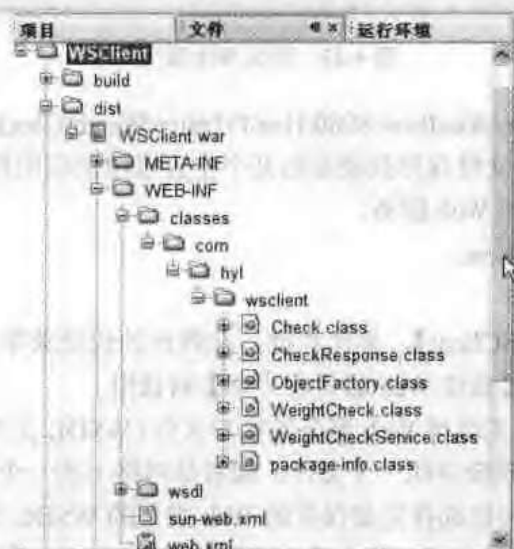 项目 文件 运行环境
WSClient
build
dist
WSClient.war
META-INF
WEB-INF
classes
com
hyl
wsclient
Check.class
CheckResponse.class
ObjectFactory.class
WeightCheck.class
WeightCheckService.class
package-info.class
wsdl
sun-web.xml
web.xml